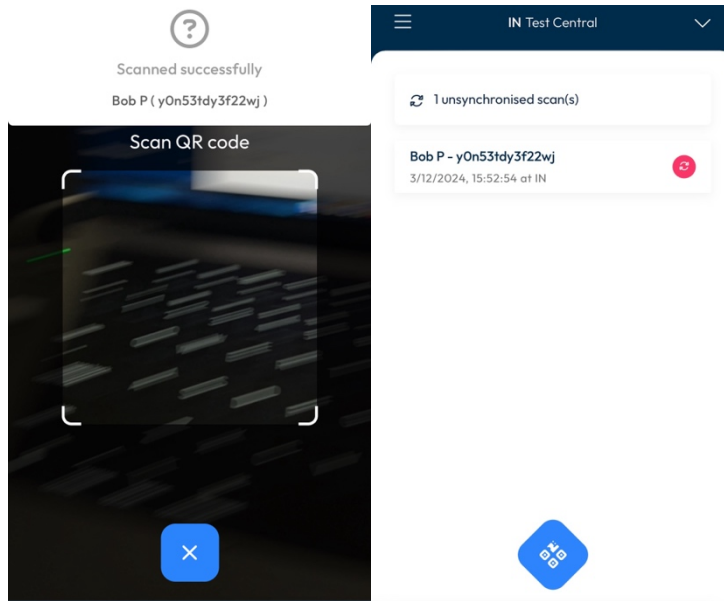 Scanned successfully
Bob P ( y0n53tdy3f22wj )
Scan QR code
IN Test Central
1 unsynchronised scan(s)
Bob P - y0n53tdy3f22wj
3/12/2024, 15:52:54 at IN